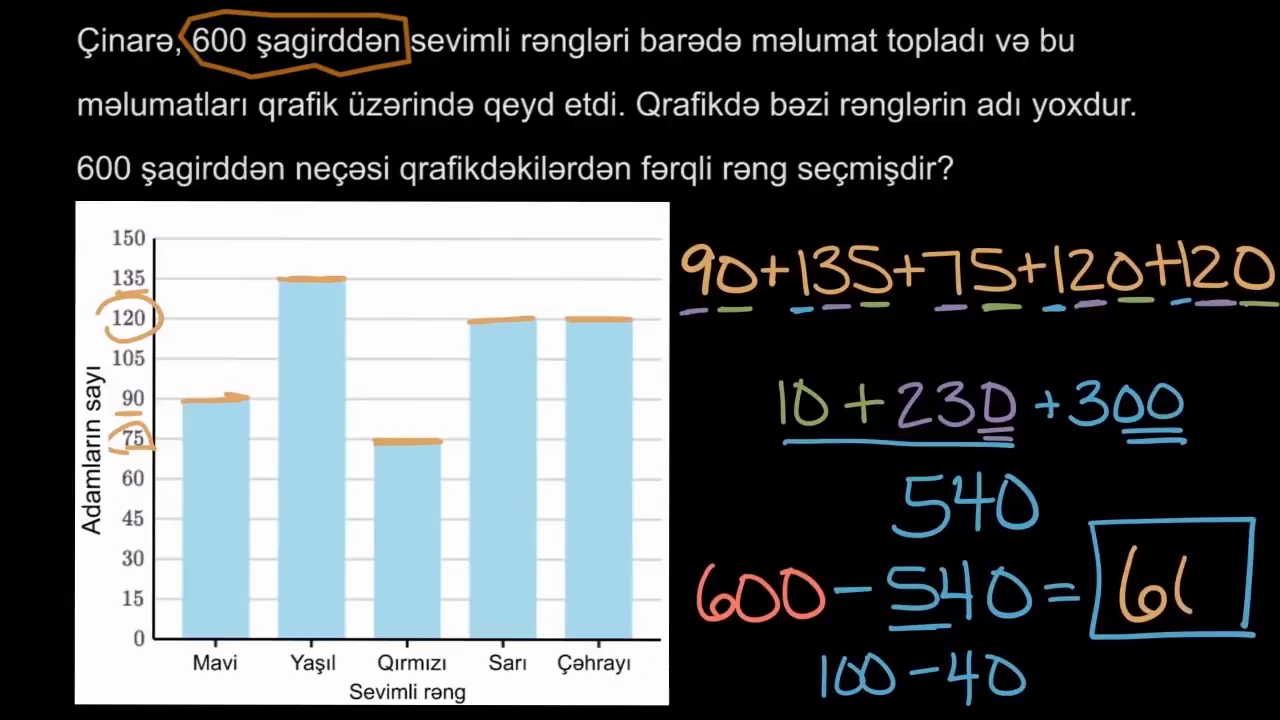 Çinarə, 600 şagirddən sevimli rəngləri barədə məlumat topladı və bu
məlumatları qrafik üzərində qeyd etdi. Qrafikdə bəzi rənglərin adı yoxdur.
600 şagirddən neçəsi qrafikdəkilərdən fərqli rəng seçmişdir?
150
135
120
105
90
75
60
45
30
15
0
Adamların sayı
Mavi Yaşıl Qırmızı Sarı Çəhrayı
Sevimli rəng
90+135+75+120+120
10+230+300
540
600-540=
100-40